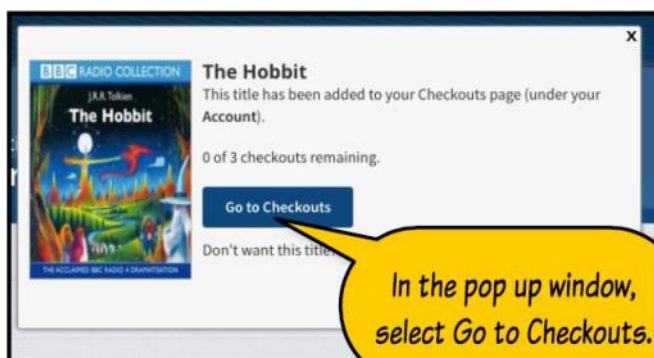 x
BBC RADIO COLLECTION
J.R.R. Tolkien
The Hobbit
THE ACCLAIMED BBC RADIO 4 DRAMATISATION
The Hobbit
This title has been added to your Checkouts page (under your
Account).
0 of 3 checkouts remaining.
Go to Checkouts
Don't want this title
In the pop up window,
select Go to Checkouts.